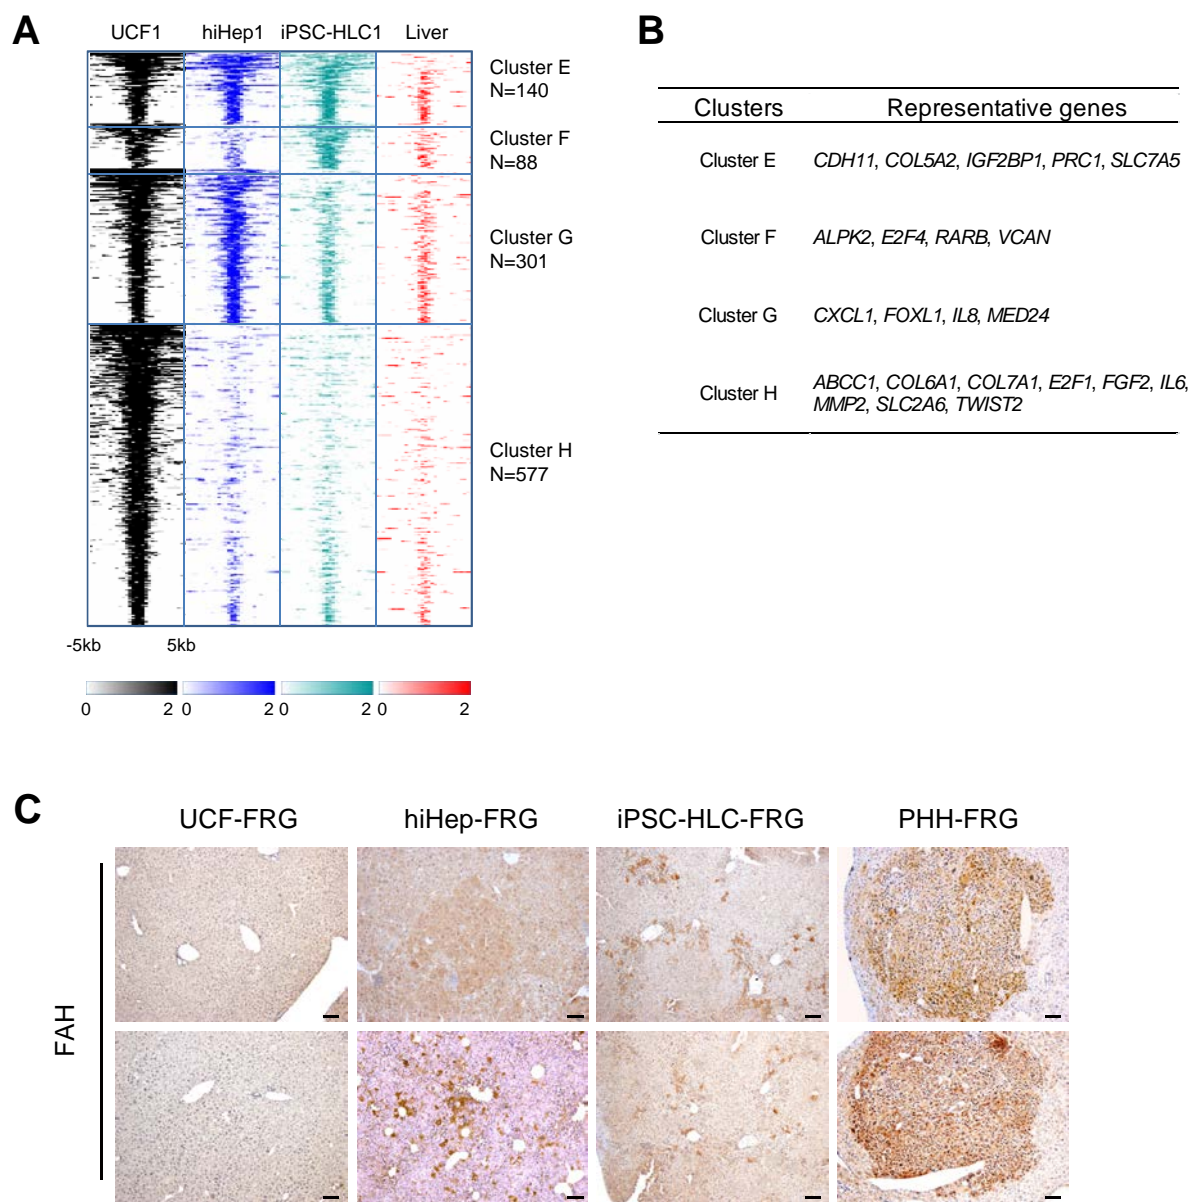 A
UCF1 hiHep1 iPSC-HLC1 Liver
Cluster E
N=140
Cluster F
N=88
Cluster G
N=301
Cluster H
N=577
-5kb 5kb
0 2 0 2 0 2 0 2
B
Clusters Representative genes
Cluster E CDH11, COL5A2, IGF2BP1, PRC1, SLC7A5
Cluster F ALPK2, E2F4, RARB, VCAN
Cluster G CXCL1, FOXL1, IL8, MED24
Cluster H ABCC1, COL6A1, COL7A1, E2F1, FGF2, IL6,
MMP2, SLC2A6, TWIST2
C
UCF-FRG hiHep-FRG iPSC-HLC-FRG PHH-FRG
FAH